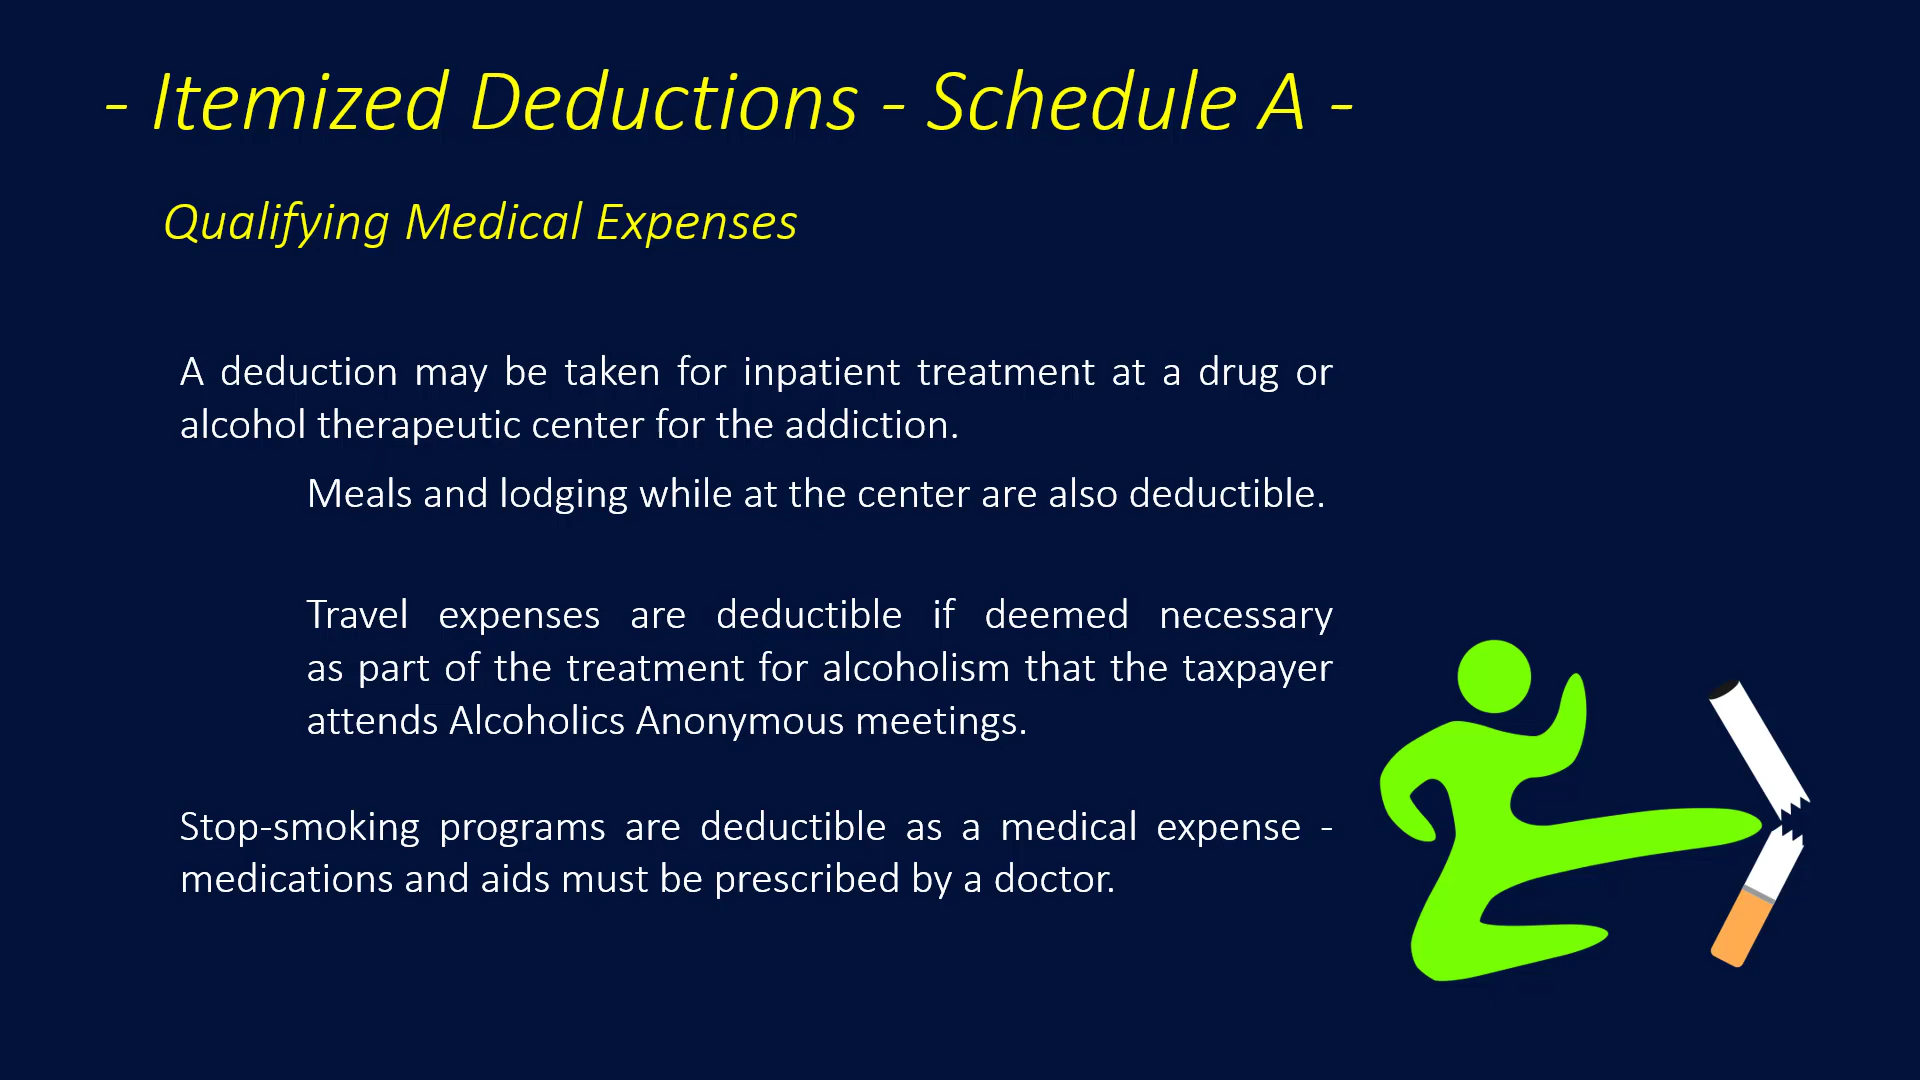 - Itemized Deductions - Schedule A -
Qualifying Medical Expenses
A deduction may be taken for inpatient treatment at a drug or
alcohol therapeutic center for the addiction.
Meals and lodging while at the center are also deductible.
Travel expenses are deductible if deemed necessary
as part of the treatment for alcoholism that the taxpayer
attends Alcoholics Anonymous meetings.
Stop-smoking programs are deductible as a medical expense -
medications and aids must be prescribed by a doctor.